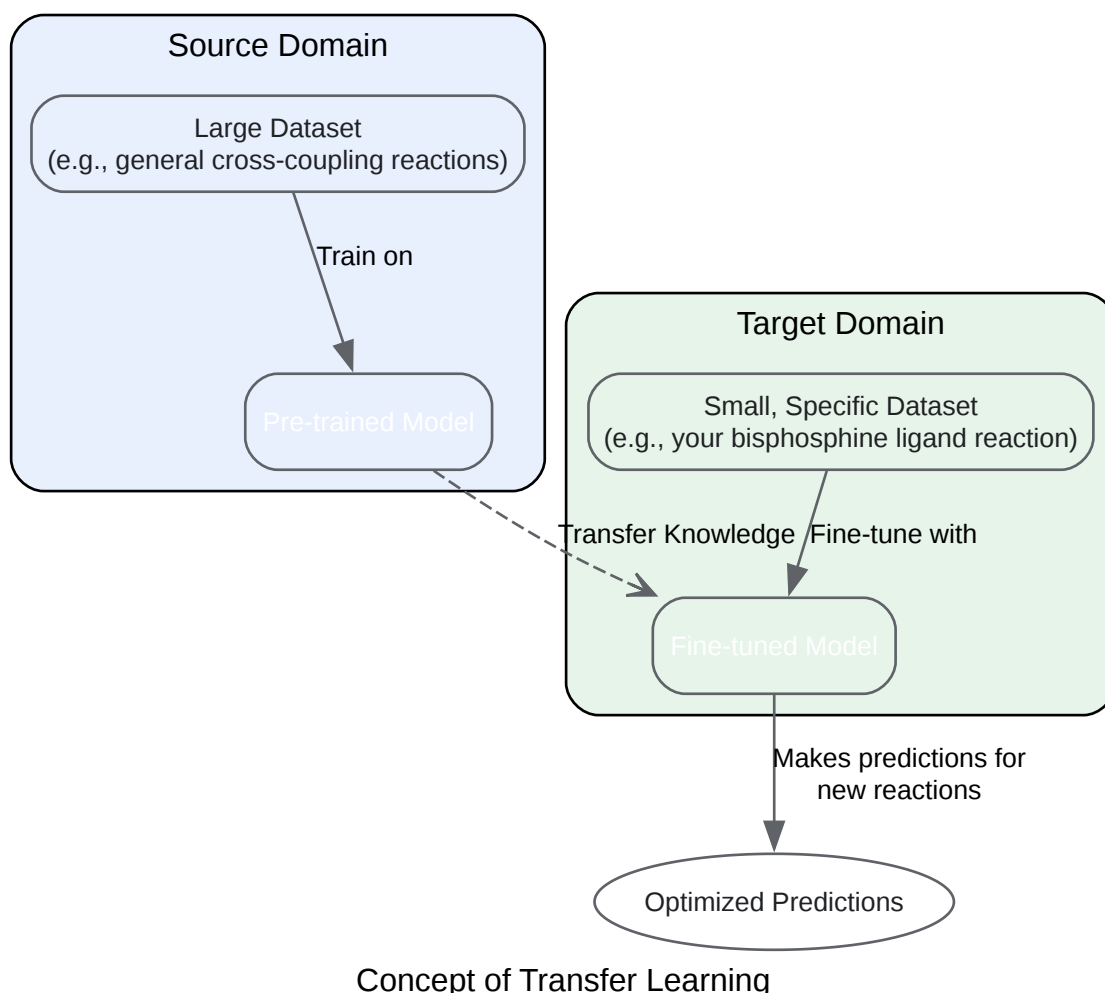 Source Domain
Large Dataset
(e.g., general cross-coupling reactions)
Train on
Pre-trained Model
Target Domain
Small, Specific Dataset
(e.g., your bisphosphine ligand reaction)
Transfer Knowledge
Fine-tune with
Fine-tuned Model
Makes predictions for
new reactions
Optimized Predictions
Concept of Transfer Learning